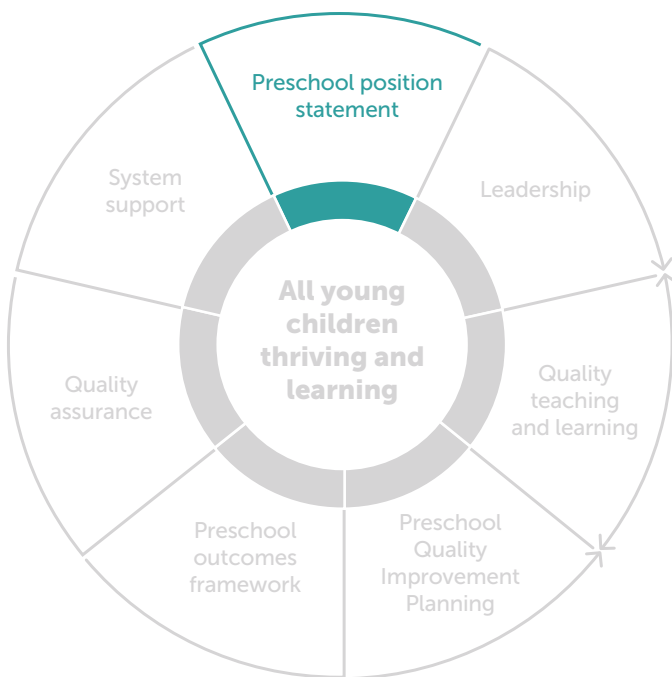 Preschool position
statement
Leadership
Quality
teaching
and learning
Preschool
Quality
Improvement
Planning
Preschool
outcomes
framework
Quality
assurance
System
support
All young
children
thriving and
learning